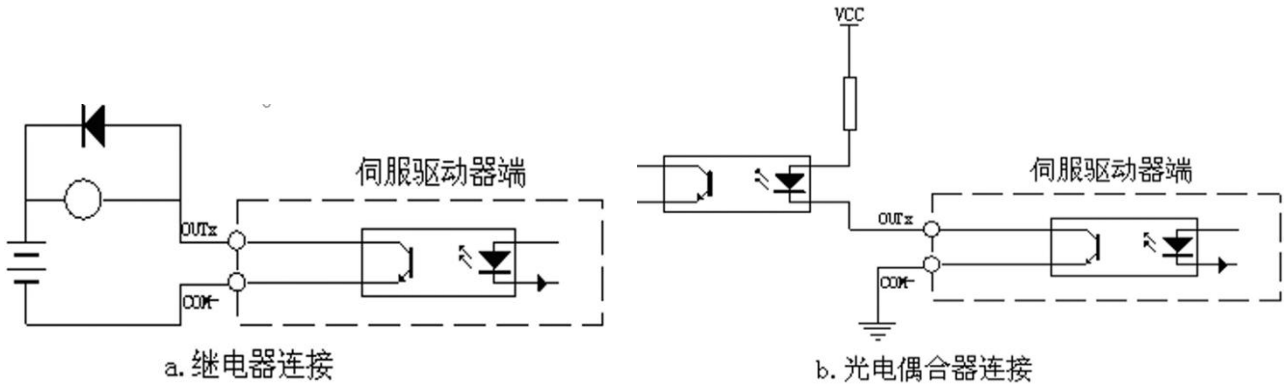 VCC
伺服驱动器端
OUTx
COM-
a.继电器连接
伺服驱动器端
OUTx
COM-
b.光电偶合器连接